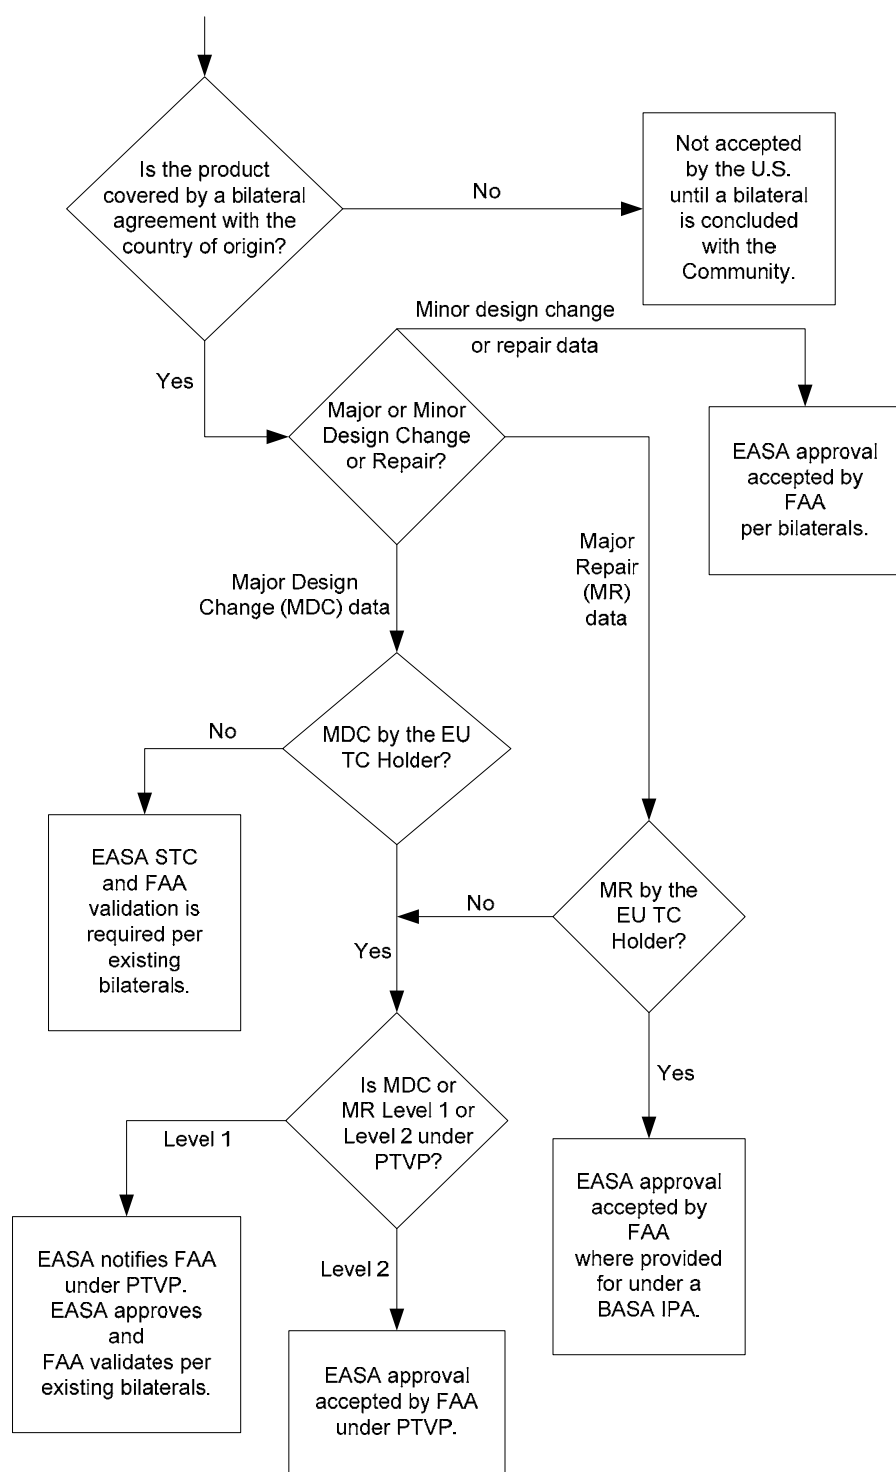 Is the product
covered by a bilateral
agreement with the
country of origin?
No
Not accepted
by the U.S.
until a bilateral
is concluded
with the
Community.
Minor design change
or repair data
Yes
Major or Minor
Design Change
or Repair?
EASA approval
accepted by
FAA
per bilaterals.
Major Design
Change (MDC) data
Major
Repair
(MR)
data
No
MDC by the EU
TC Holder?
EASA STC
and FAA
validation is
required per
existing
bilaterals.
MR by the
EU TC
Holder?
No
Yes
Yes
Is MDC or
MR Level 1 or
Level 2 under
PTVP?
Level 1
EASA approval
accepted by
FAA
where provided
for under a
BASA IPA.
EASA notifies FAA
under PTVP.
EASA approves
and
FAA validates per
existing bilaterals.
Level 2
EASA approval
accepted by FAA
under PTVP.